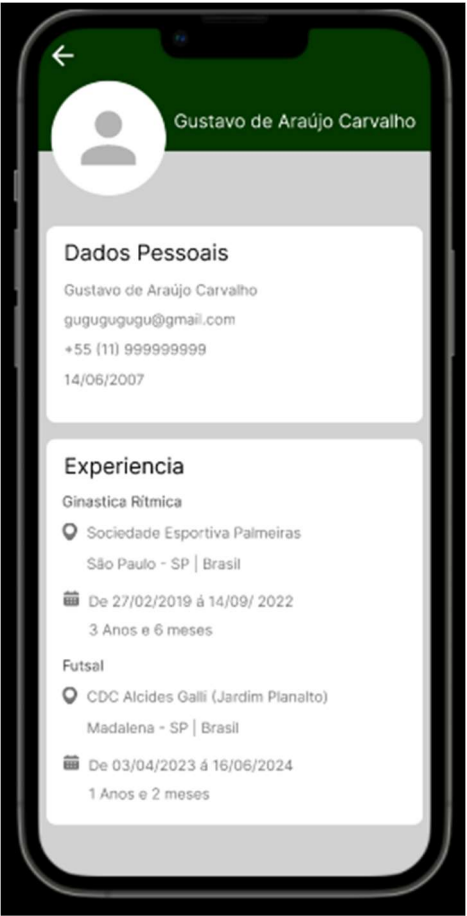 Gustavo de Araújo Carvalho
Dados Pessoais
Gustavo de Araújo Carvalho
gugugugugu@gmail.com
+55 (11) 999999999
14/06/2007
Experiencia
Ginastica Rítmica
Sociedade Esportiva Palmeiras
São Paulo - SP | Brasil
De 27/02/2019 á 14/09/ 2022
3 Anos e 6 meses
Futsal
CDC Alcides Galli (Jardim Planalto)
Madalena - SP | Brasil
De 03/04/2023 á 16/06/2024
1 Anos e 2 meses